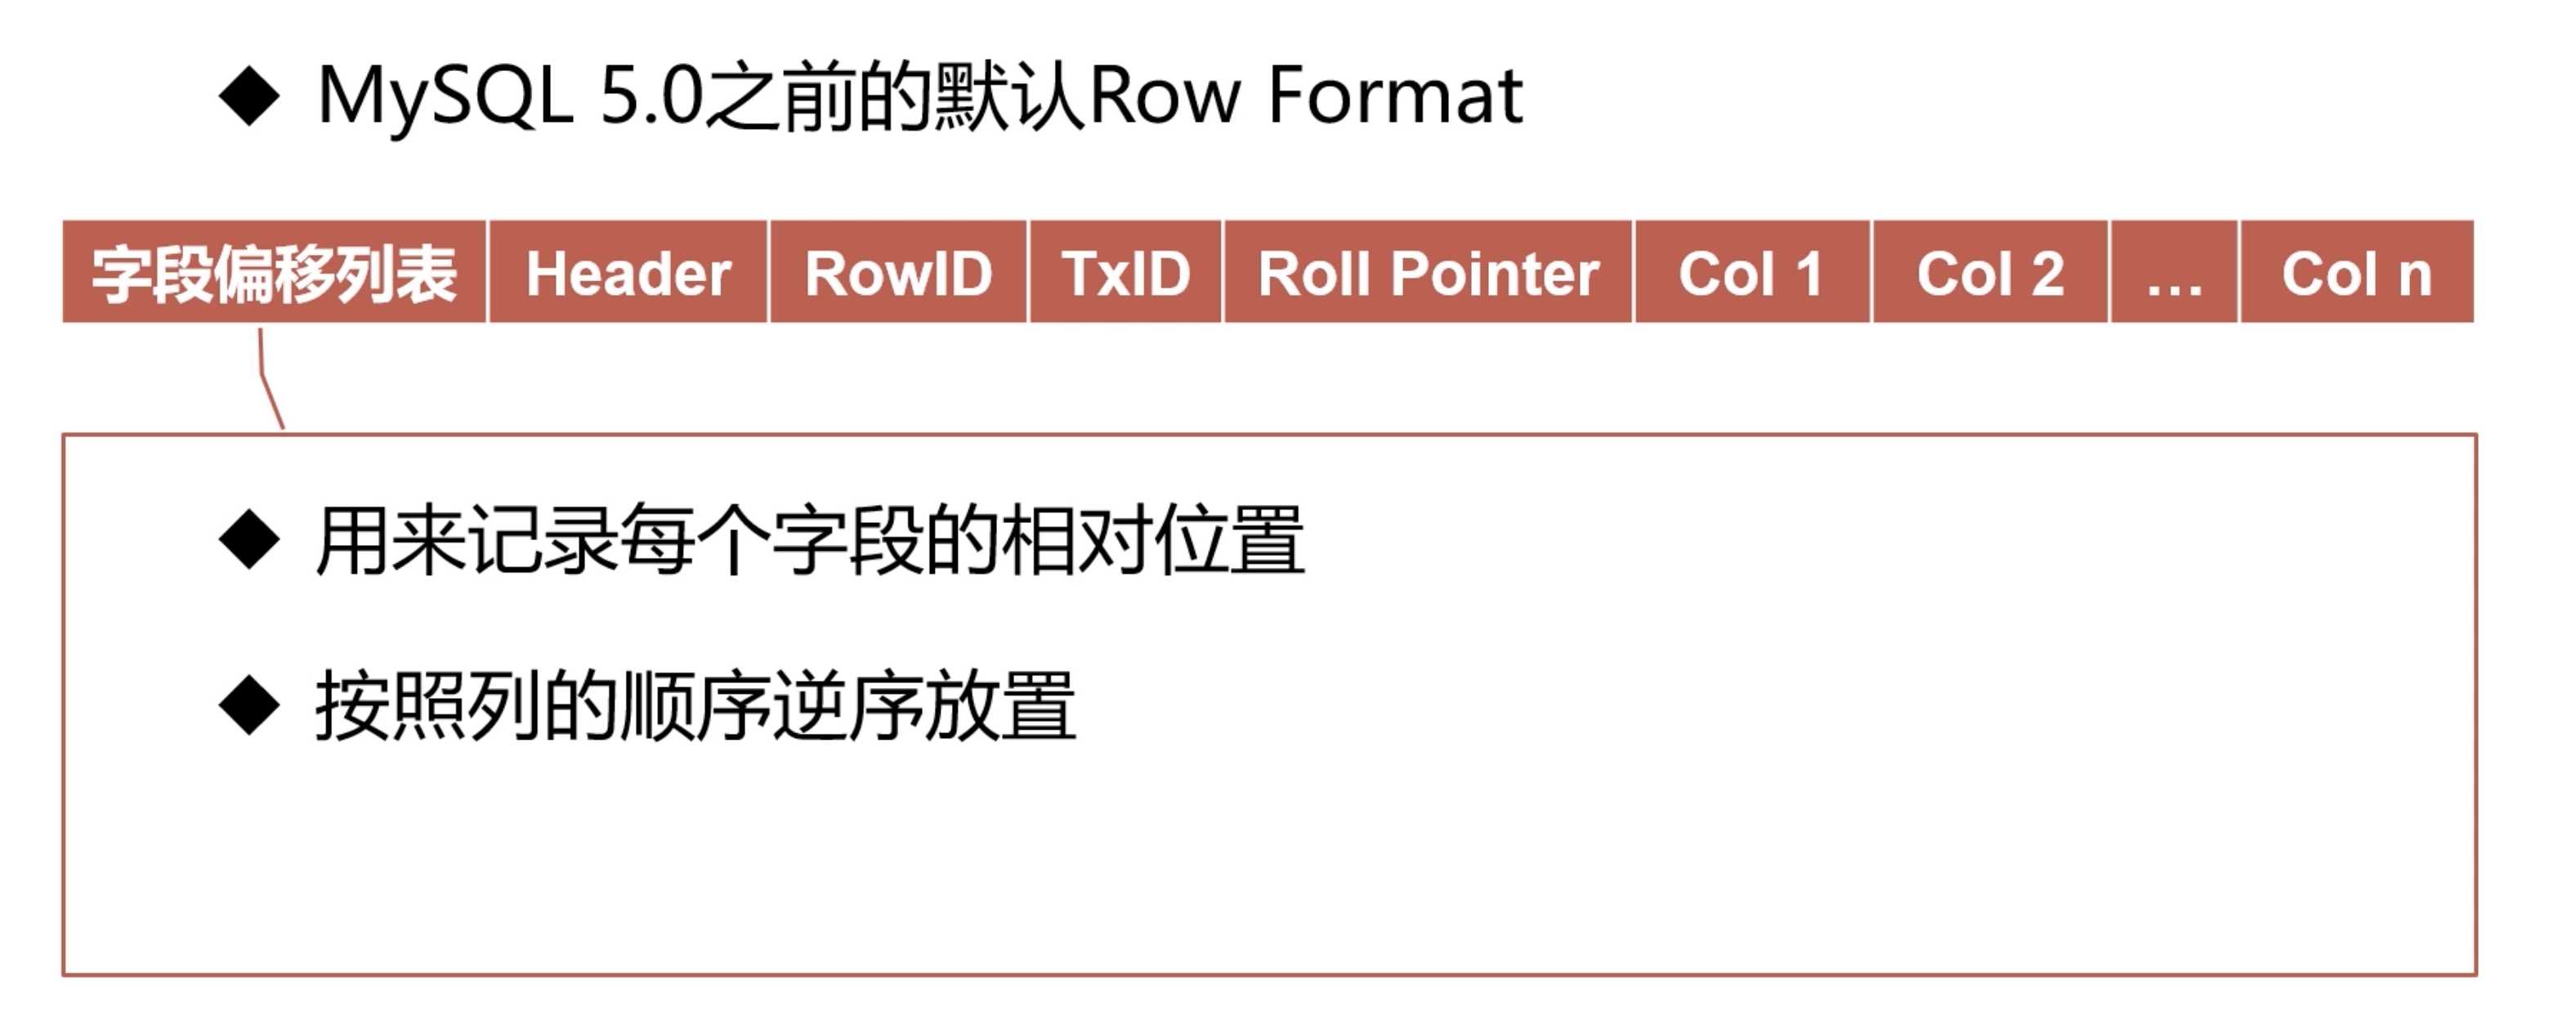 ◆ MySQL 5.0之前的默认Row Format
字段偏移列表 Header RowID TxID Roll Pointer Col 1 Col 2 ... Col n
◆ 用来记录每个字段的相对位置
◆ 按照列的顺序逆序放置